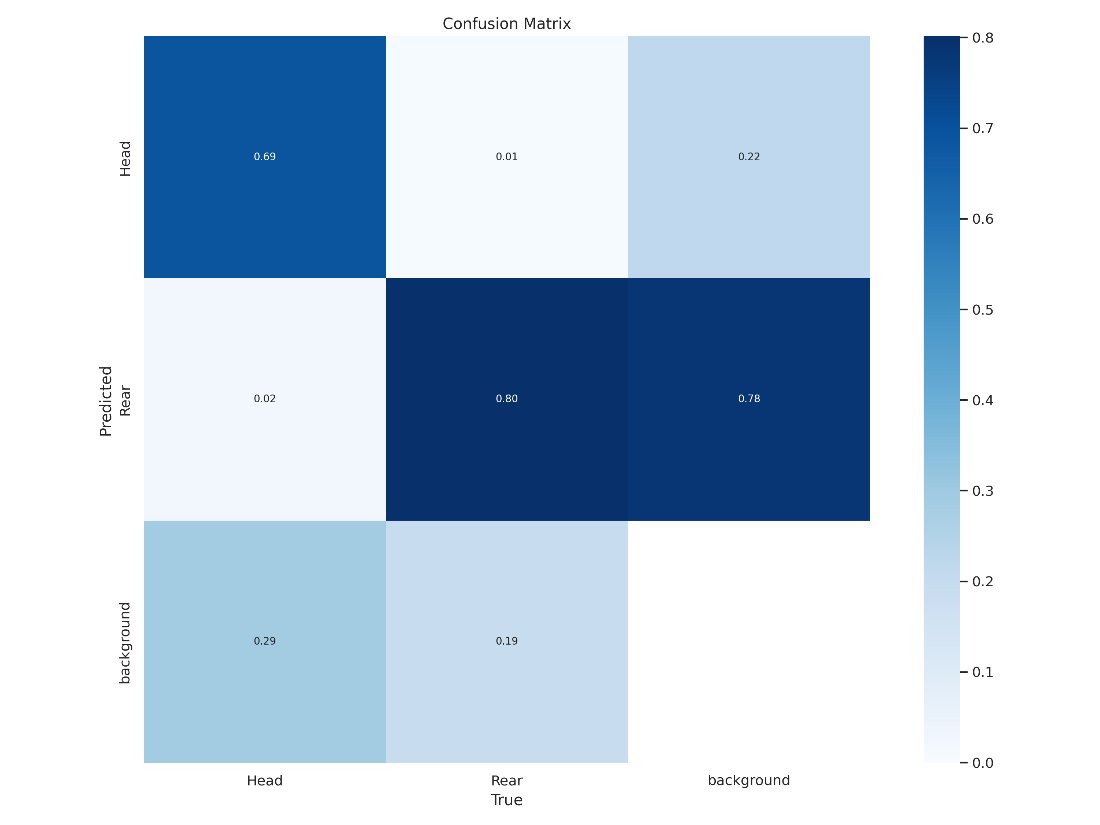 Confusion Matrix
Head
0.69
0.01
0.22
Predicted
Rear
0.02
0.80
0.78
background
0.29
0.19
Head
Rear
background
True
0.8
0.7
0.6
0.5
0.4
0.3
0.2
0.1
0.0